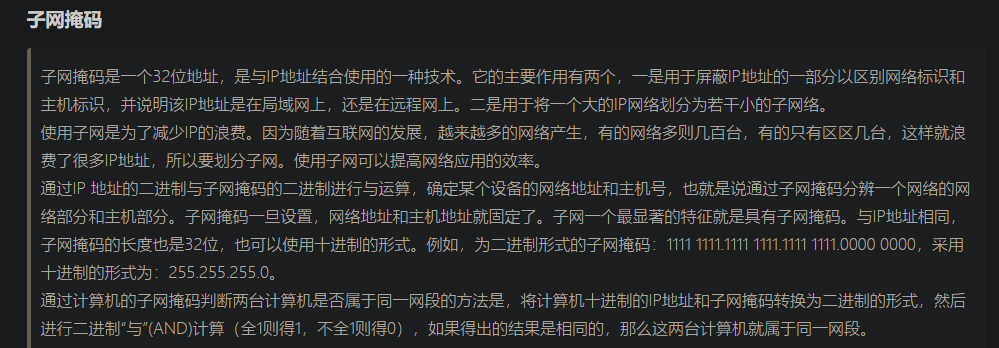 子网掩码
子网掩码是一个32位地址，是与IP地址结合使用的一种技术。它的主要作用有两个，一是用于屏蔽IP地址的一部分以区别网络标识和
主机标识，并说明该IP地址是在局域网上，还是在远程网上。二是用于将一个大的IP网络划分为若干小的子网络。
使用子网是为了减少IP的浪费。因为随着互联网的发展，越来越多的网络产生，有的网络多则几百台，有的只有区区几台，这样就浪
费了很多IP地址，所以要划分子网。使用子网可以提高网络应用的效率。
通过IP 地址的二进制与子网掩码的二进制进行与运算，确定某个设备的网络地址和主机号，也就是说通过子网掩码分辨一个网络的网
络部分和主机部分。子网掩码一旦设置，网络地址和主机地址就固定了。子网一个最显著的特征就是具有子网掩码。与IP地址相同，
子网掩码的长度也是32位，也可以使用十进制的形式。例如，为二进制形式的子网掩码：1111 1111.1111 1111.1111 1111.0000 0000，采用
十进制的形式为：255.255.255.0。
通过计算机的子网掩码判断两台计算机是否属于同一网段的方法是，将计算机十进制的IP地址和子网掩码转换为二进制的形式，然后
进行二进制“与”(AND)计算（全1则得1，不全1则得0），如果得出的结果是相同的，那么这两台计算机就属于同一网段。